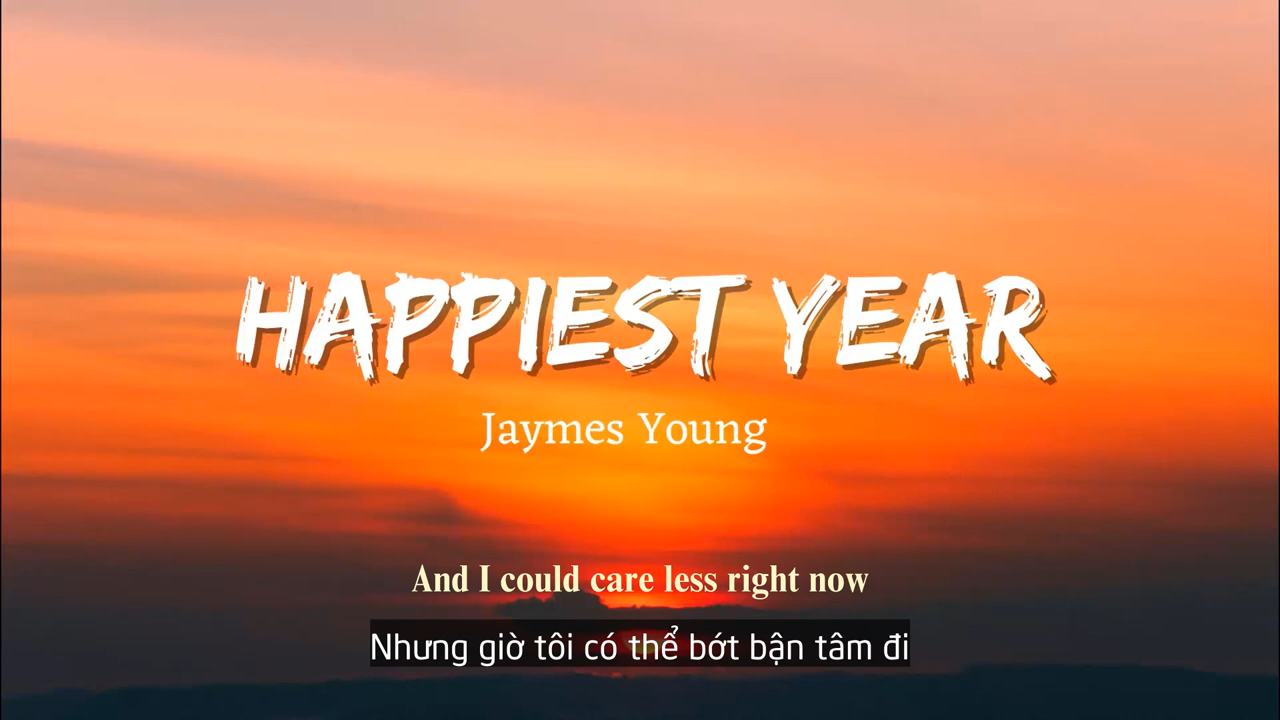 HAPPIEST YEAR
Jaymes Young
And I could care less right now
Nhưng giờ tôi có thể bớt bận tâm đi